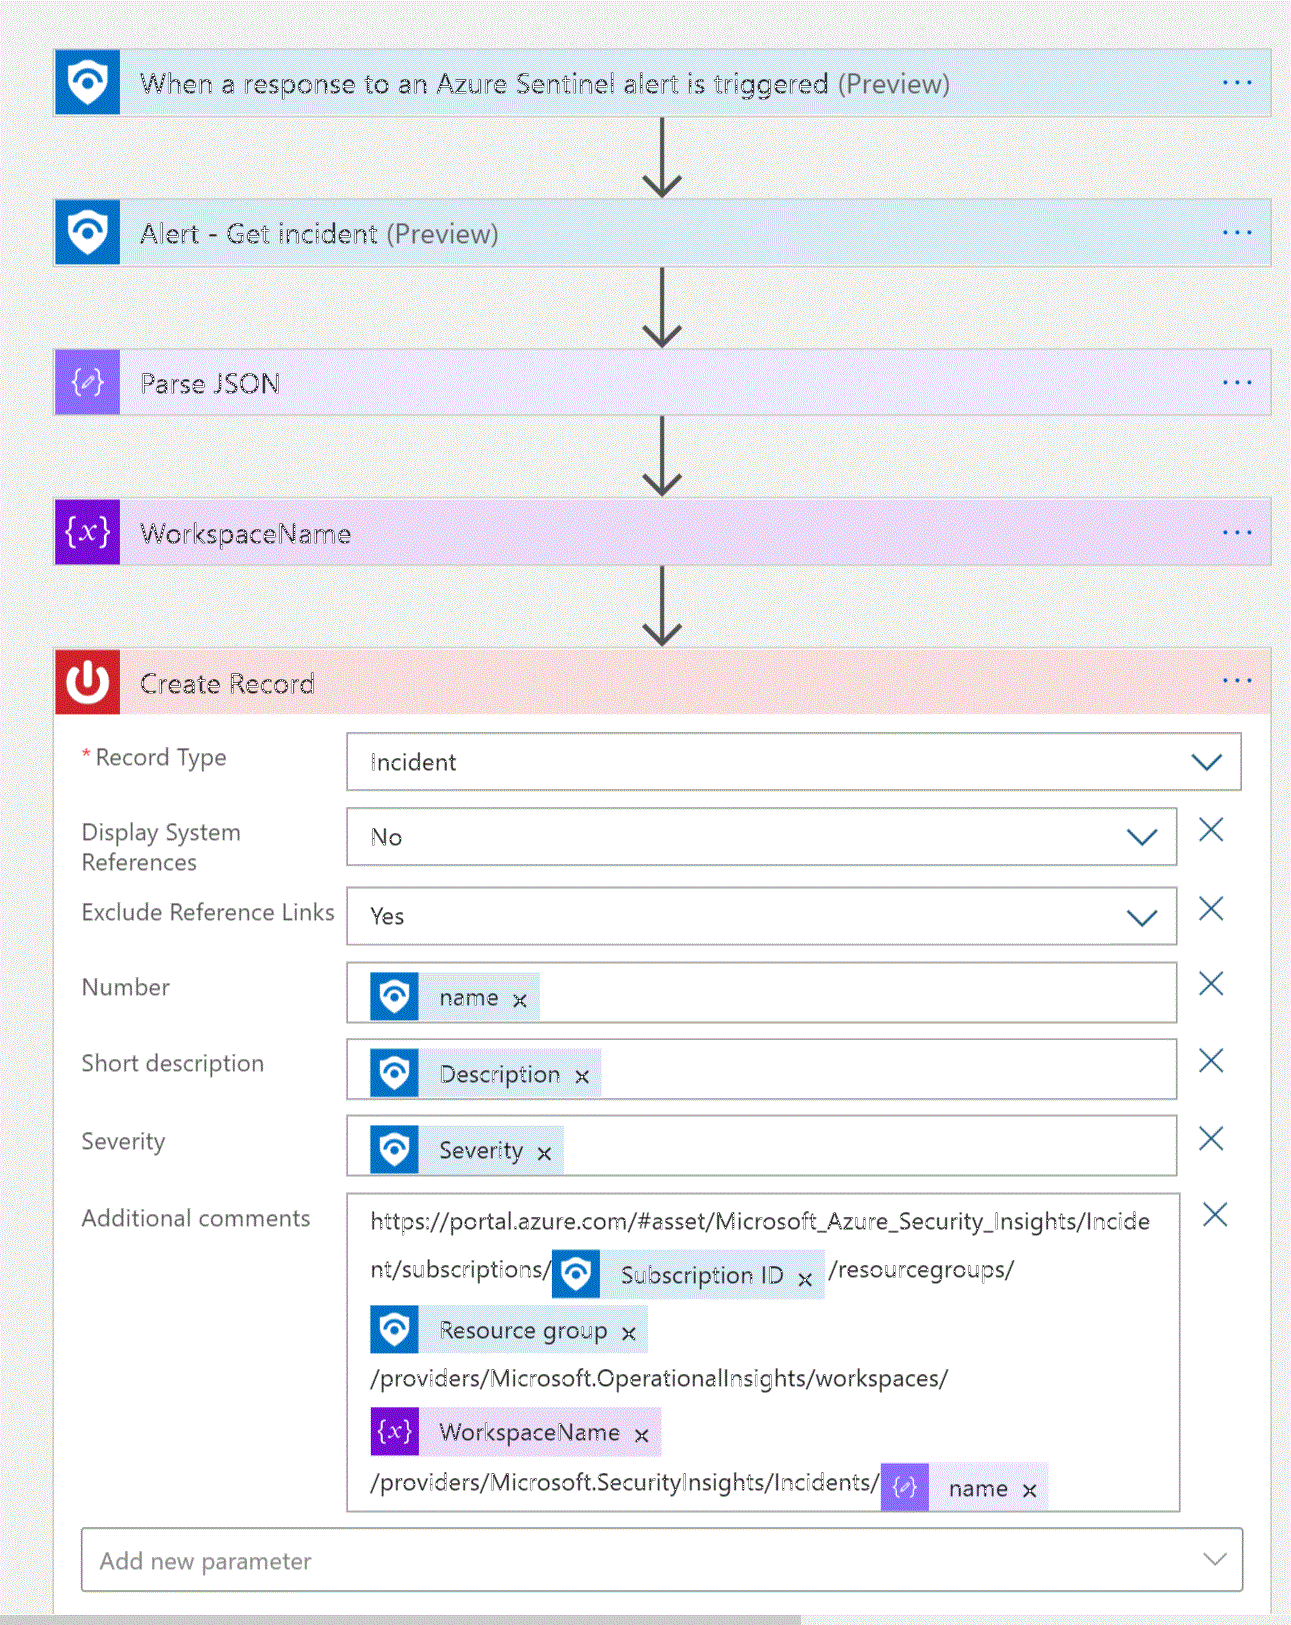 When a response to an Azure Sentinel alert is triggered (Preview)
Alert - Get incident (Preview)
Parse JSON
{x} WorkspaceName
Create Record
* Record Type
Incident
Display System
References
No
Exclude Reference Links
Yes
Number
name ×
Short description
Description ×
Severity
Severity ×
Additional comments
https://portal.azure.com/#asset/Microsoft_Azure_Security_Insights/Incide
nt/subscriptions/ Subscription ID × /resourcegroups/
Resource group ×
/providers/Microsoft.OperationalInsights/workspaces/
{x} WorkspaceName ×
/providers/Microsoft.SecurityInsights/Incidents/ name ×
Add new parameter